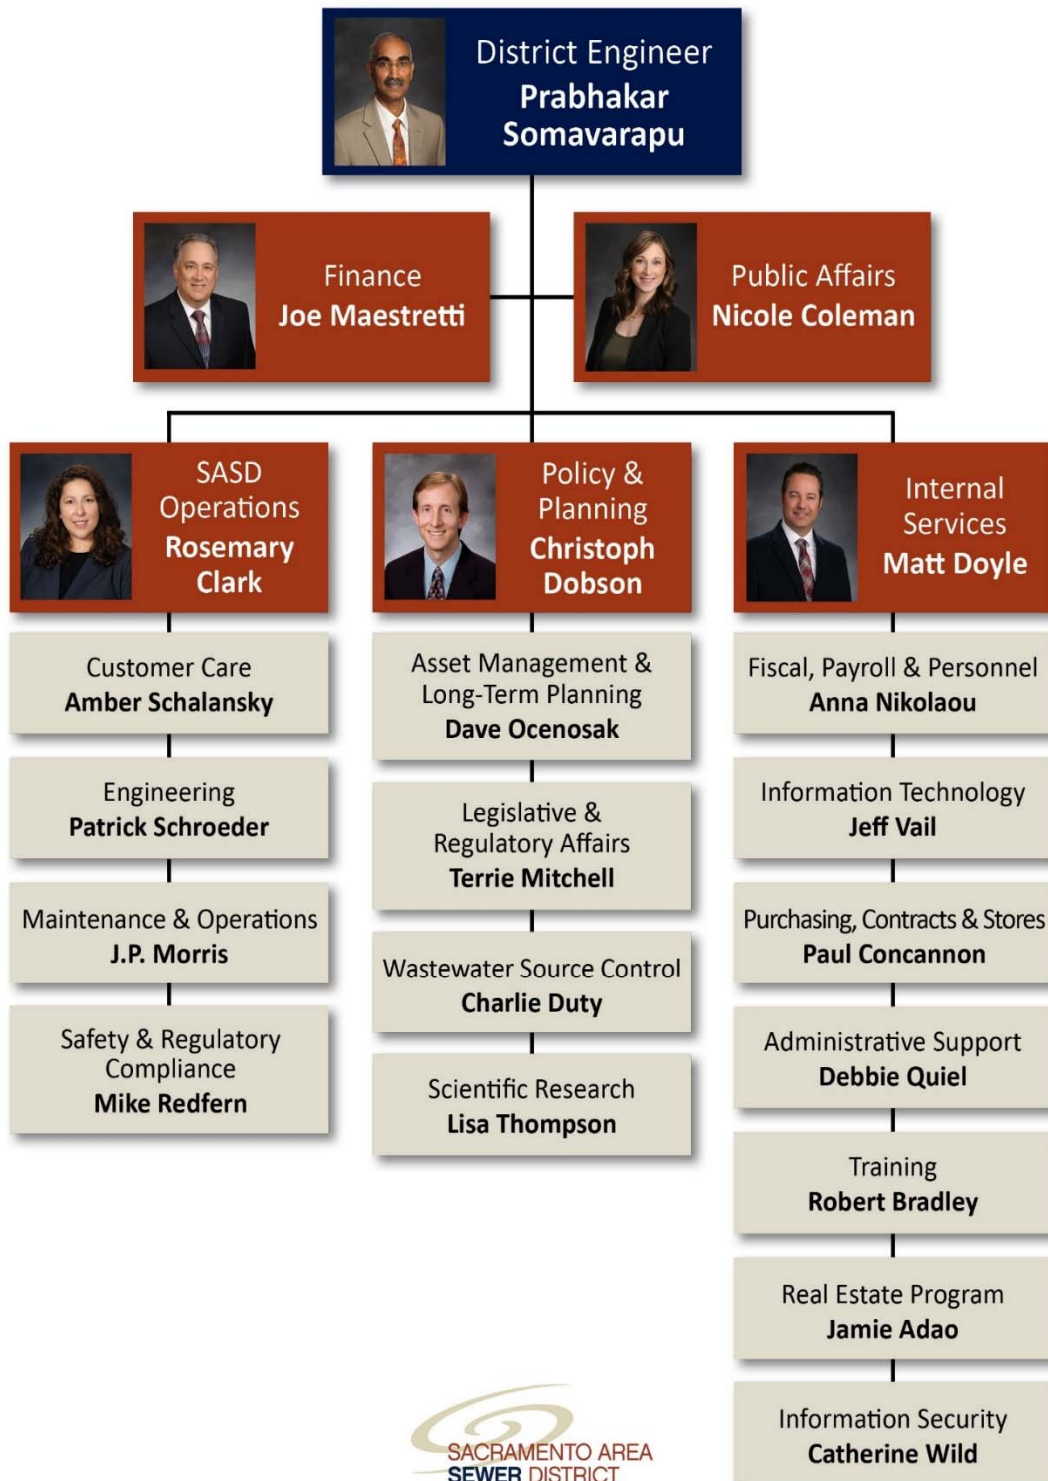 District Engineer
Prabhakar
Somavarapu
Finance
Joe Maestretti
Public Affairs
Nicole Coleman
SASD
Operations
Rosemary
Clark
Policy &
Planning
Christoph
Dobson
Internal
Services
Matt Doyle
Customer Care
Amber Schalansky
Engineering
Patrick Schroeder
Maintenance & Operations
J.P. Morris
Safety & Regulatory
Compliance
Mike Redfern
Asset Management &
Long-Term Planning
Dave Ocenosak
Legislative &
Regulatory Affairs
Terrie Mitchell
Wastewater Source Control
Charlie Duty
Scientific Research
Lisa Thompson
Fiscal, Payroll & Personnel
Anna Nikolaou
Information Technology
Jeff Vail
Purchasing, Contracts & Stores
Paul Concannon
Administrative Support
Debbie Quiel
Training
Robert Bradley
Real Estate Program
Jamie Adao
Information Security
Catherine Wild
SACRAMENTO AREA
SEWER DISTRICT